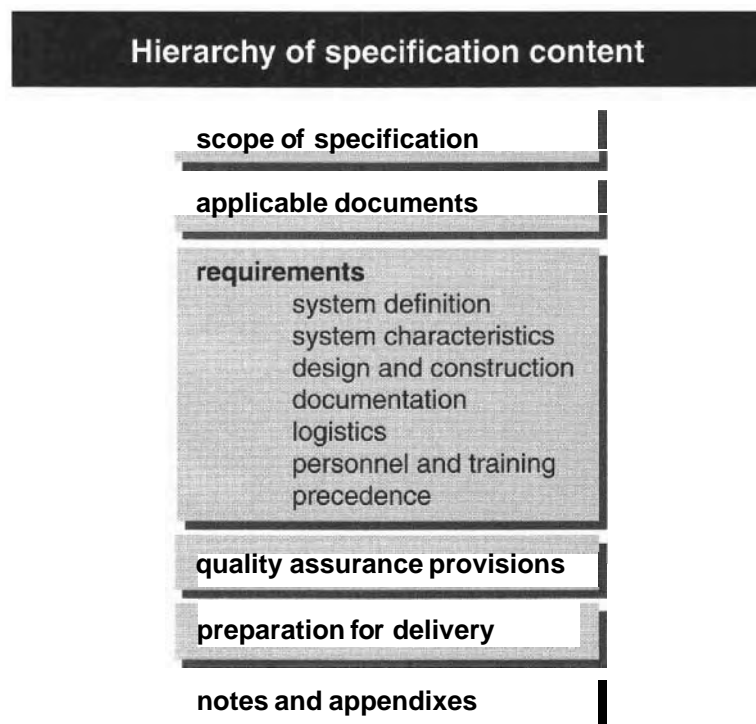 Hierarchy of specification content
scope of specification
applicable documents
requirements
system definition
system characteristics
design and construction
documentation
logistics
personnel and training
precedence
quality assurance provisions
preparation for delivery
notes and appendixes